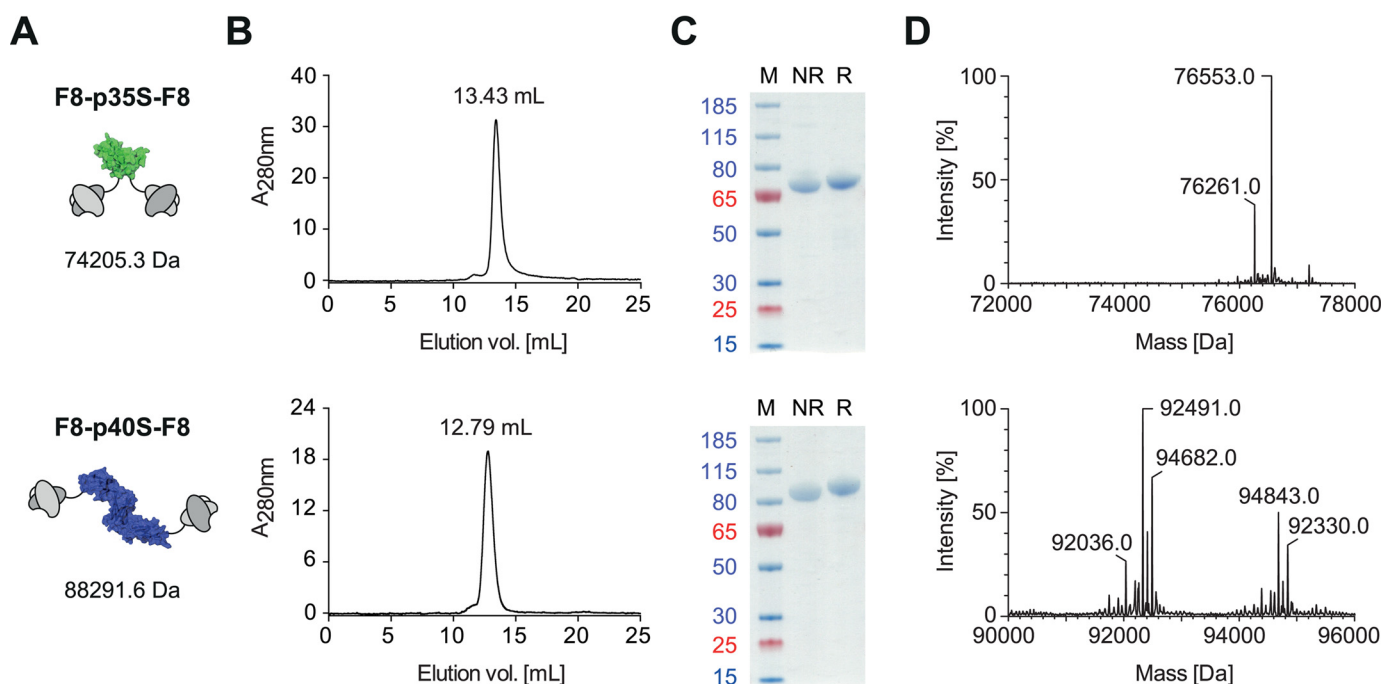 A
B
C
D
F8-p35S-F8
74205.3 Da
A280nm
40
30
20
10
0
13.43 mL
0 5 10 15 20 25
Elution vol. [mL]
M NR R
185
115
80
65
50
30
25
15
Intensity [%]
100
50
0
76553.0
76261.0
72000 74000 76000 78000
Mass [Da]
F8-p40S-F8
88291.6 Da
A280nm
24
18
12
6
0
12.79 mL
0 5 10 15 20 25
Elution vol. [mL]
M NR R
185
115
80
65
50
30
25
15
Intensity [%]
100
50
0
92491.0
94682.0
94843.0
92036.0
92330.0
90000 92000 94000 96000
Mass [Da]